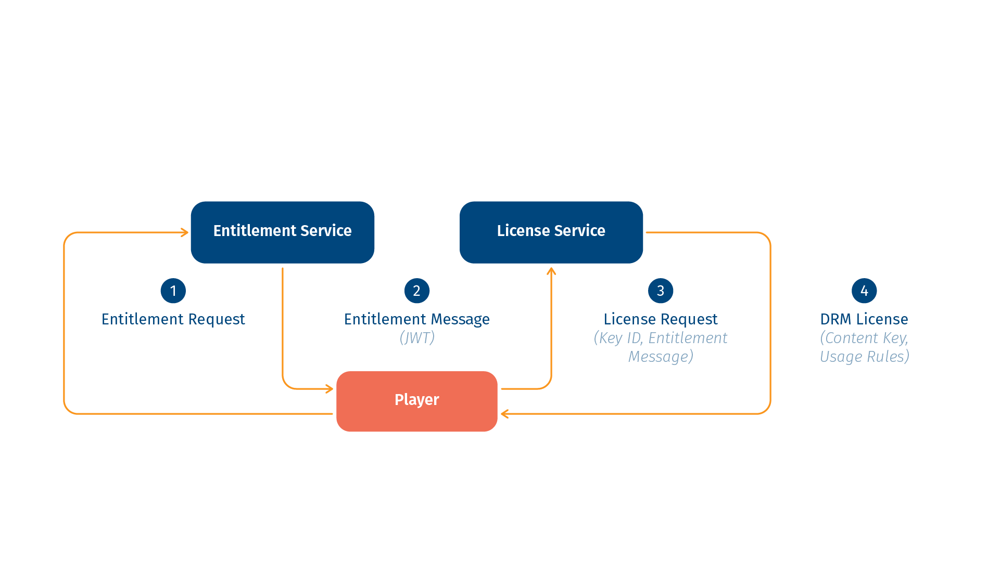 Entitlement Service
License Service
1
Entitlement Request
2
Entitlement Message
(JWT)
3
License Request
(Key ID, Entitlement
Message)
4
DRM License
(Content Key,
Usage Rules)
Player